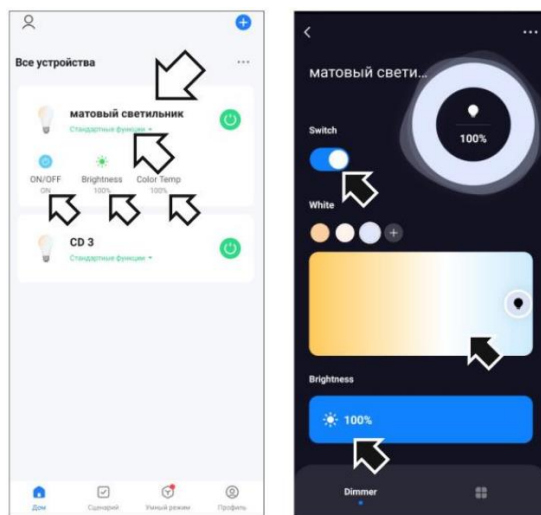 Все устройства
...
матовый светильник
Стандартные функции
ON/OFF
ON
Brightness
100%
Color Temp
100%
CD 3
Стандартные функции
Дом
Сценарий
Умный режим
Профиль
...
матовый свети...
100%
Switch
White
+
Brightness
100%
Dimmer